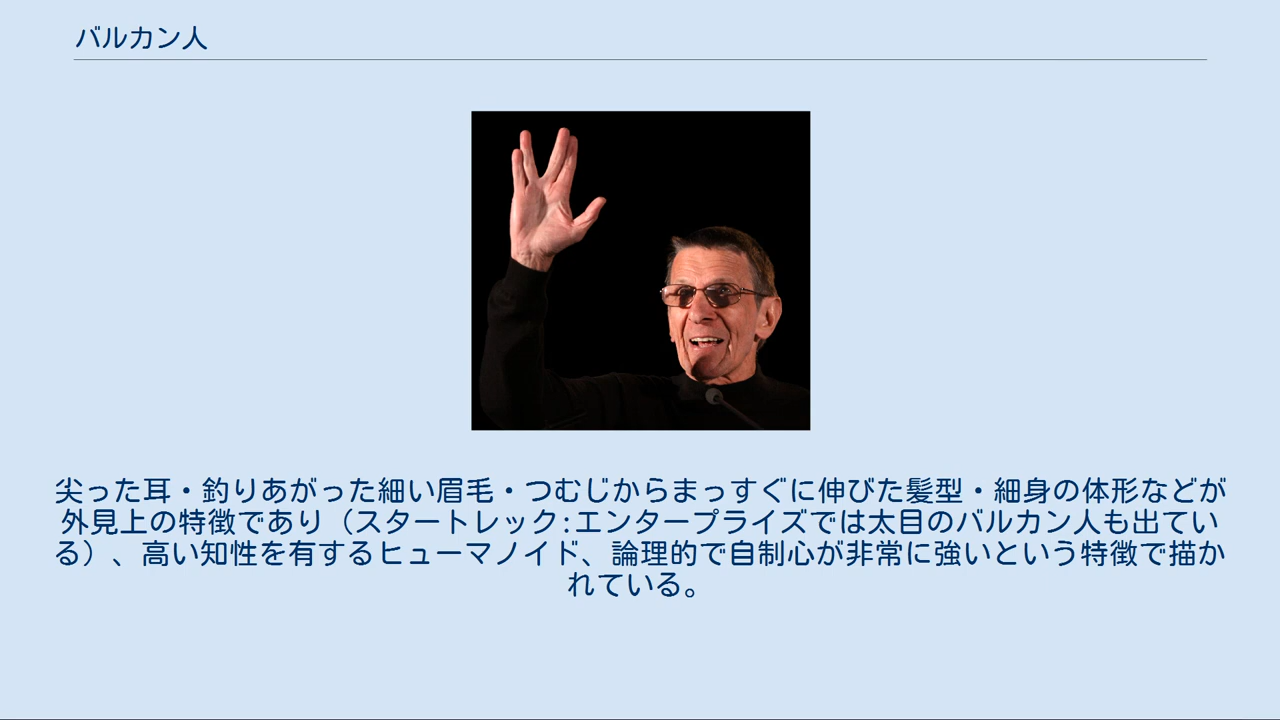 バルカン人
尖った耳・釣りあがった細い眉毛・つむじからまっすぐに伸びた髪型・細身の体形などが
外見上の特徴であり（スタートレック:エンタープライズでは太目のバルカン人も出てい
る）、高い知性を有するヒューマノイド、論理的で自制心が非常に強いという特徴で描か
れている。